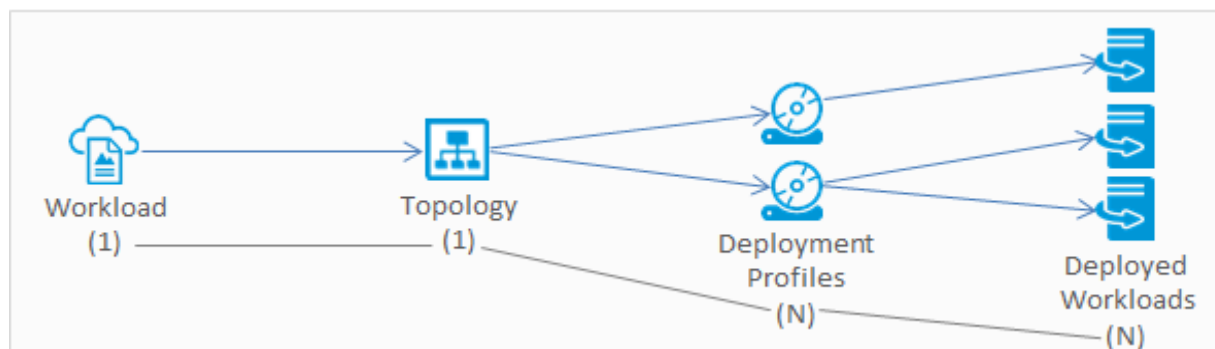 Workload
(1)
Topology
(1)
Deployment
Profiles
(N)
Deployed
Workloads
(N)